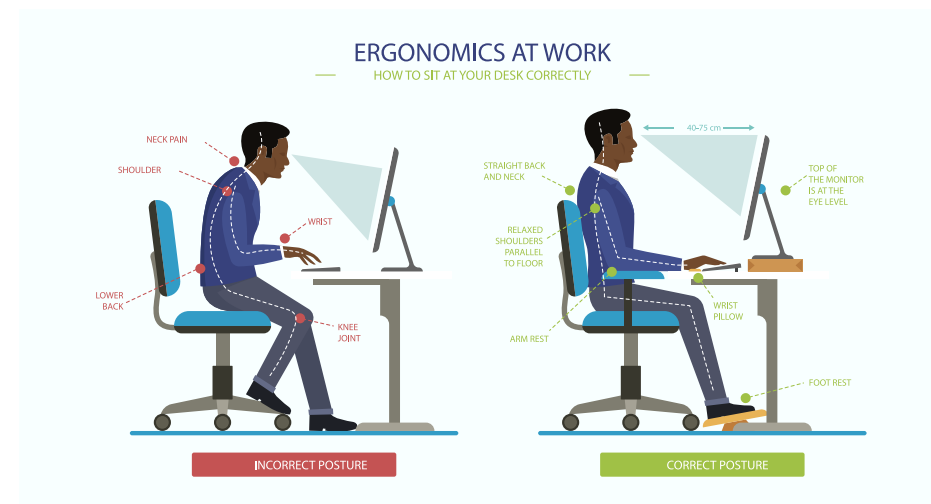 ERGONOMICS AT WORK
HOW TO SIT AT YOUR DESK CORRECTLY
NECK PAIN
SHOULDER
WRIST
LOWER
BACK
KNEE
JOINT
INCORRECT POSTURE
40-75 cm
STRAIGHT BACK
AND NECK
TOP OF
THE MONITOR
IS AT THE
EYE LEVEL
RELAXED
SHOULDERS
PARALLEL
TO FLOOR
WRIST
PILLOW
ARM REST
FOOT REST
CORRECT POSTURE